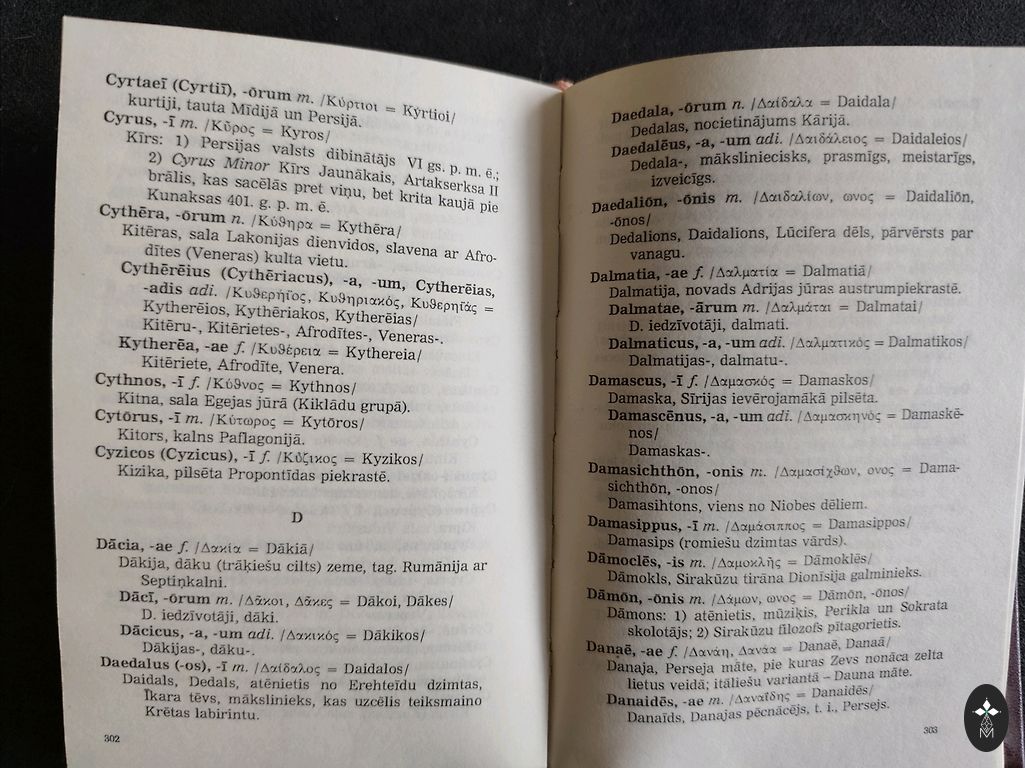 Cyrtaeī (Cyrtiī), -ōrum m. /Κύρτιοι = Kýrtioi/
kurtiji, tauta Mīdijā un Persijā.
Cyrus, -ī m. /Κῦρος = Kyros/
Kīrs: 1) Persijas valsts dibinātājs VI gs. p. m. ē.;
2) Cyrus Minor Kīrs Jaunākais, Artakserksa II
brālis, kas sacēlās pret viņu, bet krita kaujā pie
Kunaksas 401. g. p. m. ē.
Cythēra, -ōrum n. /Κύθηρα = Kythēra/
Kitēras, sala Lakonijas dienvidos, slavena ar Afro-
dītes (Veneras) kulta vietu.
Cythērēius (Cythēriacus), -a, -um, Cytherēias,
-adis adi. /Κυθερήϊος, Κυθηριακός, Κυθερηϊάς =
Kytherēios, Kythēriakos, Kytherēias/
Kitēru-, Kitērietes-, Afrodītes-, Veneras-.
Kytherēa, -ae f. /Κυθέρεια = Kythereia/
Kitēriete, Afrodīte, Venera.
Cythnos, -ī f. /Κύθνος = Kythnos/
Kitna, sala Egejas jūrā (Kiklādu grupā).
Cytōrus, -ī m. /Κύτωρος = Kytōros/
Kitors, kalns Paflagonijā.
Cyzicos (Cyzicus), -ī f. /Κύζικος = Kyzikos/
Kizika, pilsēta Propontīdas piekrastē.
D
Dācia, -ae f. /Δακία = Dākiā/
Dākija, dāku (trāķiešu cilts) zeme, tag. Rumānija ar
Septiņkalni.
Dācī, -ōrum m. /Δᾶκοι, Δᾶκες = Dākoi, Dākes/
D. iedzīvotāji, dāki.
Dācicus, -a, -um adi. /Δακικός = Dākikos/
Dākijas-, dāku-.
Daedalus (-os), -ī m. /Δαίδαλος = Daidalos/
Daidals, Dedals, atēnietis no Erehteīdu dzimtas,
Īkara tēvs, mākslinieks, kas uzcēlis teiksmaino
Krētas labirintu.
302
Daedala, -ōrum n. /Δαίδαλα = Daidala/
Dedalas, nocietinājums Kārijā.
Daedalēus, -a, -um adi. /Δαιδάλειος = Daidaleios/
Dedala-, māksliniecisks, prasmīgs, meistarīgs,
izveicīgs.
Daedaliōn, -ōnis m. /Δαιδαλίων, ωνος = Daidaliōn,
-ōnos/
Dedalions, Daidalions, Lūcifera dēls, pārvērsts par
vanagu.
Dalmatia, -ae f. /Δαλματία = Dalmatiā/
Dalmatija, novads Adrijas jūras austrumpiekrastē.
Dalmatae, -ārum m. /Δαλμάται = Dalmatai/
D. iedzīvotāji, dalmati.
Dalmaticus, -a, -um adi. /Δαλματικός = Dalmatikos/
Dalmatijas-, dalmatu-.
Damascus, -ī f. /Δαμασκός = Damaskos/
Damaska, Sīrijas ievērojamākā pilsēta.
Damascēnus, -a, -um adi. /Δαμασκηνός = Damaskē-
nos/
Damaskas-.
Damasichthōn, -onis m. /Δαμασίχθων, ονος = Dama-
sichthōn, -onos/
Damasihtons, viens no Niobes dēliem.
Damasippus, -ī m. /Δαμάσιππος = Damasippos/
Damasips (romiešu dzimtas vārds).
Dāmoclēs, -is m. /Δαμοκλῆς = Dāmoklēs/
Dāmokls, Sirakūzu tirāna Dionīsija galminieks.
Dāmōn, -ōnis m. /Δάμων, ωνος = Dāmōn, -ōnos/
Dāmons: 1) atēnietis, mūziķis, Perikla un Sokrata
skolotājs; 2) Sirakūzu filozofs pitagorietis.
Danaē, -ae f. /Δανάη, Δανάα = Danaē, Danaā/
Danaja, Perseja māte, pie kuras Zevs nonāca zelta
lietus veidā; itāliešu variantā – Dauna māte.
Danaidēs, -ae m. /Δαναΐδης = Danaidēs/
Danaīds, Danajas pēcnācējs, t. i., Persejs.
303
M